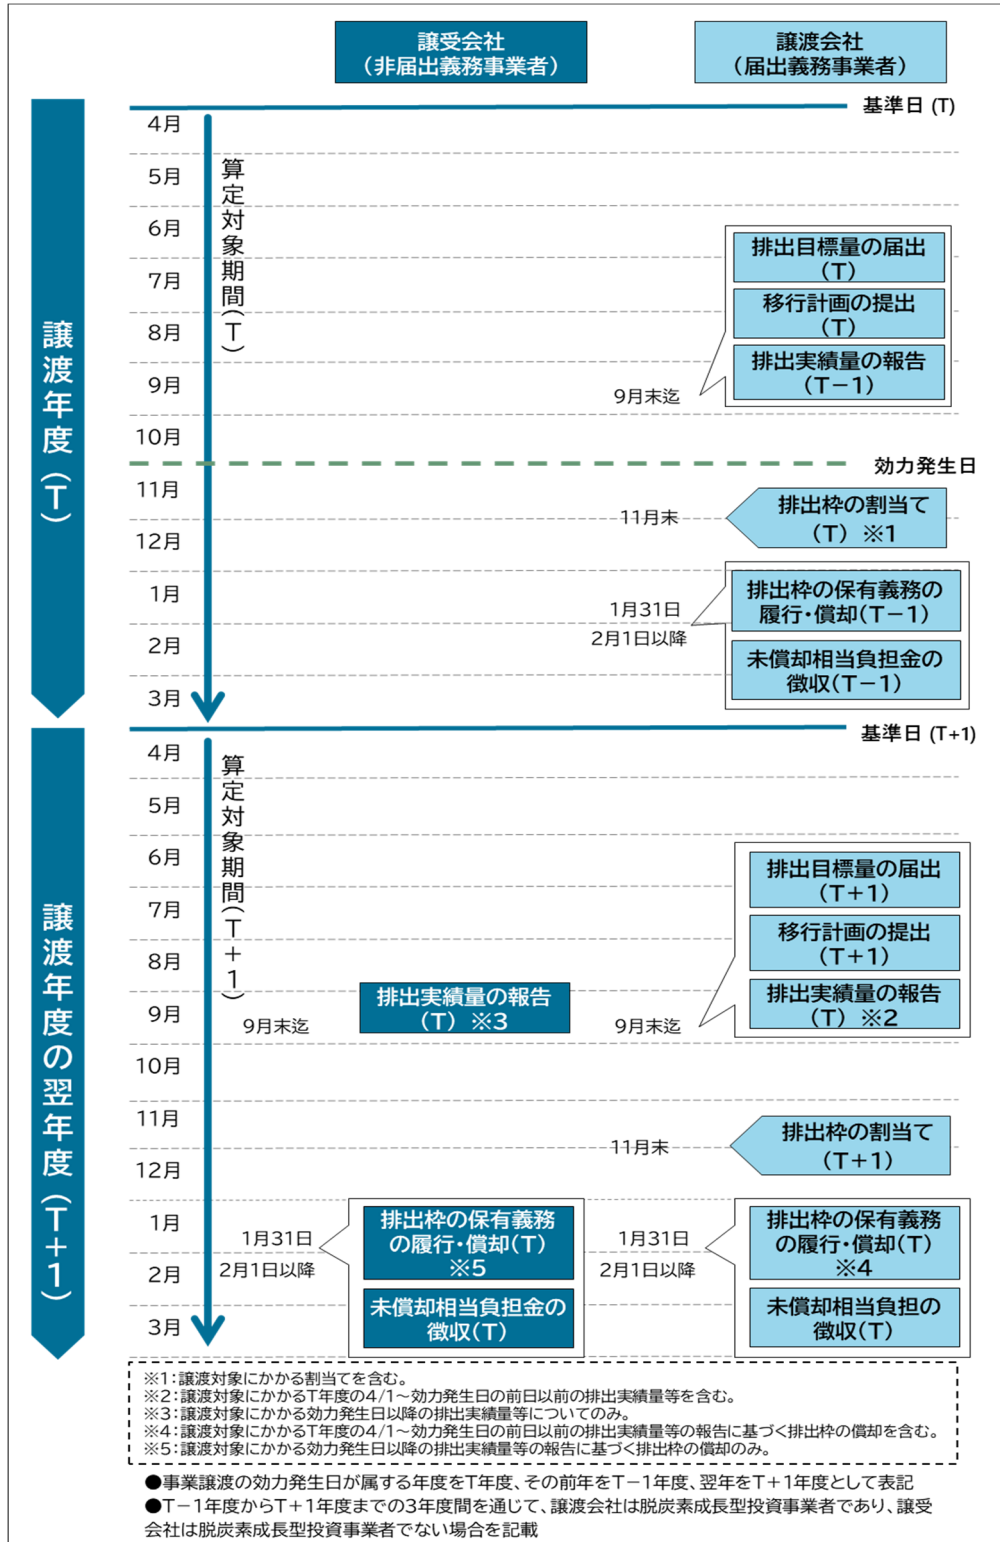 譲受会社
（非届出義務事業者）
譲渡会社
（届出義務事業者）
基準日 (T)
譲渡年度（T）
4月
5月
6月
7月
8月
9月
10月
11月
12月
1月
2月
3月
算定対象期間（T）
排出目標量の届出
(T)
移行計画の提出
(T)
排出実績量の報告
(T−1)
9月末迄
効力発生日
11月末
排出枠の割当て
(T) ※1
1月31日
2月1日以降
排出枠の保有義務の
履行・償却(T−1)
未償却相当負担金の
徴収(T−1)
基準日 (T+1)
譲渡年度の翌年度（T＋1）
4月
5月
6月
7月
8月
9月
10月
11月
12月
1月
2月
3月
算定対象期間（T＋1）
排出目標量の届出
(T+1)
移行計画の提出
(T+1)
排出実績量の報告
(T) ※2
9月末迄
排出実績量の報告
(T) ※3
9月末迄
11月末
排出枠の割当て
(T+1)
1月31日
2月1日以降
排出枠の保有義務
の履行・償却(T)
※5
未償却相当負担金の
徴収(T)
1月31日
2月1日以降
排出枠の保有義務
の履行・償却(T)
※4
未償却相当負担の
徴収(T)
※1：譲渡対象にかかる割当てを含む。
※2：譲渡対象にかかるT年度の4/1～効力発生日の前日以前の排出実績量等を含む。
※3：譲渡対象にかかる効力発生日以降の排出実績量等についてのみ。
※4：譲渡対象にかかるT年度の4/1～効力発生日の前日以前の排出実績量等の報告に基づく排出枠の償却を含む。
※5：譲渡対象にかかる効力発生日以降の排出実績量等の報告に基づく排出枠の償却のみ。
●事業譲渡の効力発生日が属する年度をT年度、その前年をT−1年度、翌年をT＋1年度として表記
●T−1年度からT＋1年度までの3年度間を通じて、譲渡会社は脱炭素成長型投資事業者であり、譲受
会社は脱炭素成長型投資事業者でない場合を記載